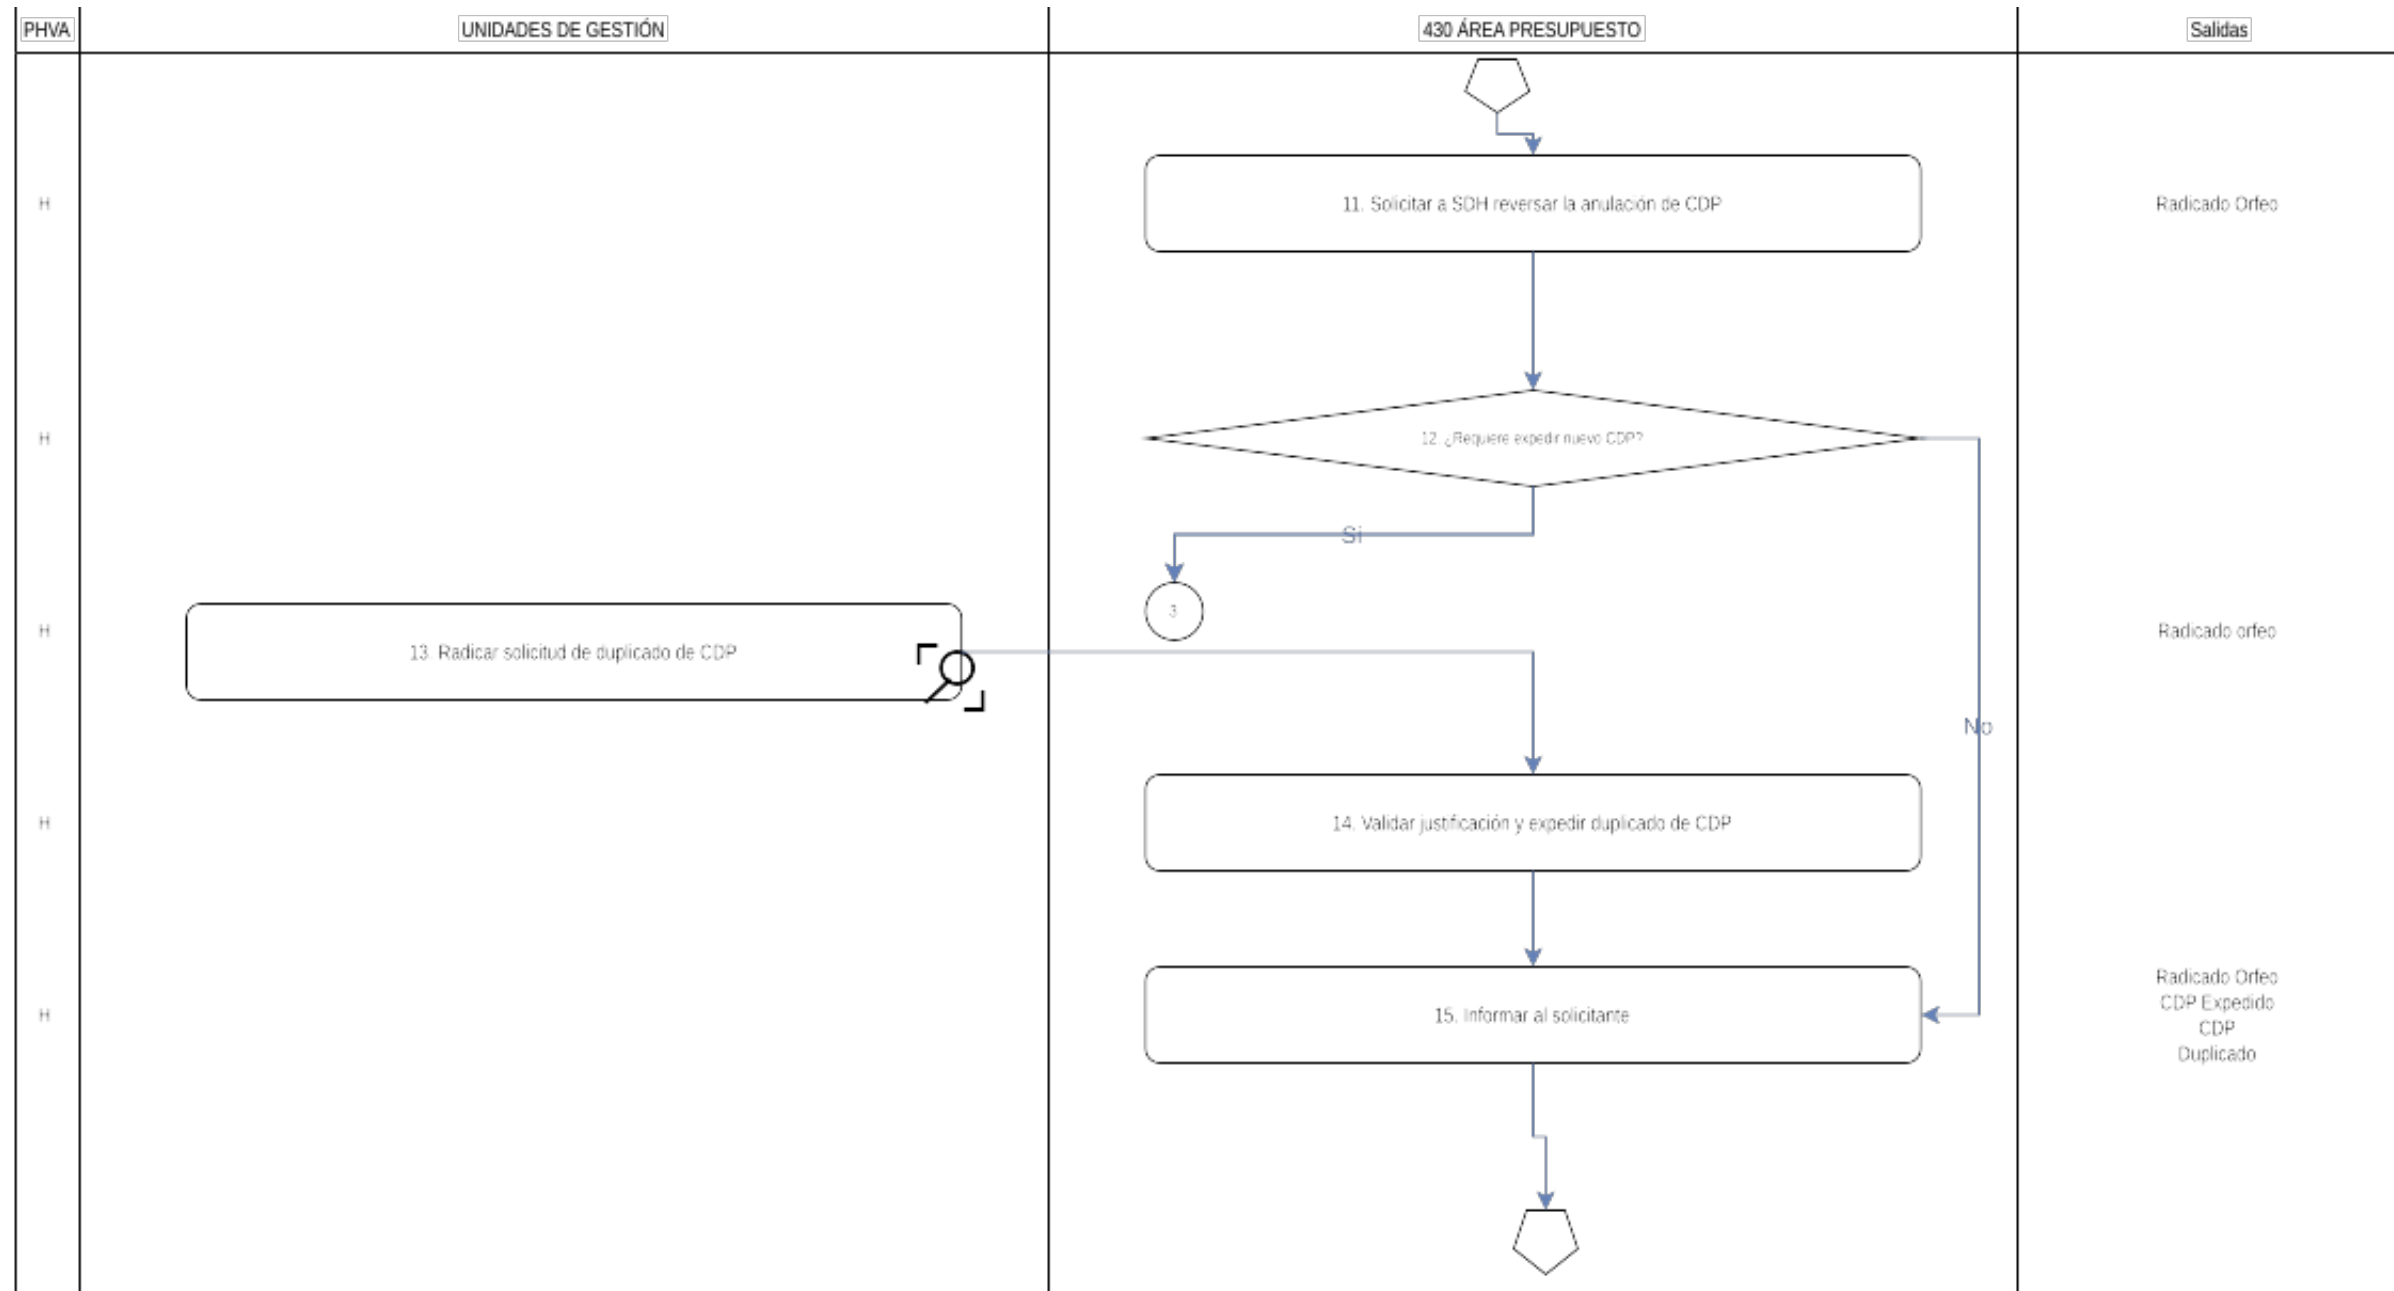 PHVA
UNIDADES DE GESTIÓN
430 ÁREA PRESUPUESTO
Salidas
H
11. Solicitar a SDH reversar la anulación de CDP
Radicado Orfeo
H
12. ¿Requiere expedir nuevo CDP?
Si
3
H
13. Radicar solicitud de duplicado de CDP
Radicado orfeo
No
H
14. Validar justificación y expedir duplicado de CDP
H
15. Informar al solicitante
Radicado Orfeo
CDP Expedido
CDP
Duplicado